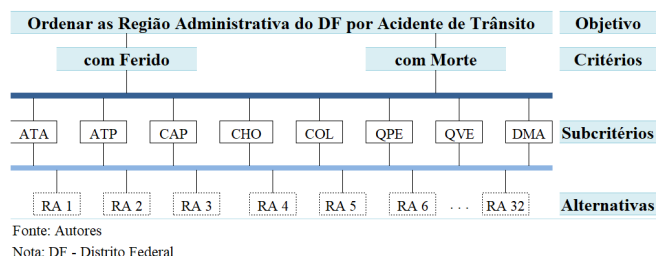 Ordenar as Região Administrativa do DF por Acidente de Trânsito Objetivo
com Ferido com Morte Critérios
ATA ATP CAP CHO COL QPE QVE DMA Subcritérios
RA 1 RA 2 RA 3 RA 4 RA 5 RA 6 . . . RA 32 Alternativas
Fonte: Autores
Nota: DF - Distrito Federal